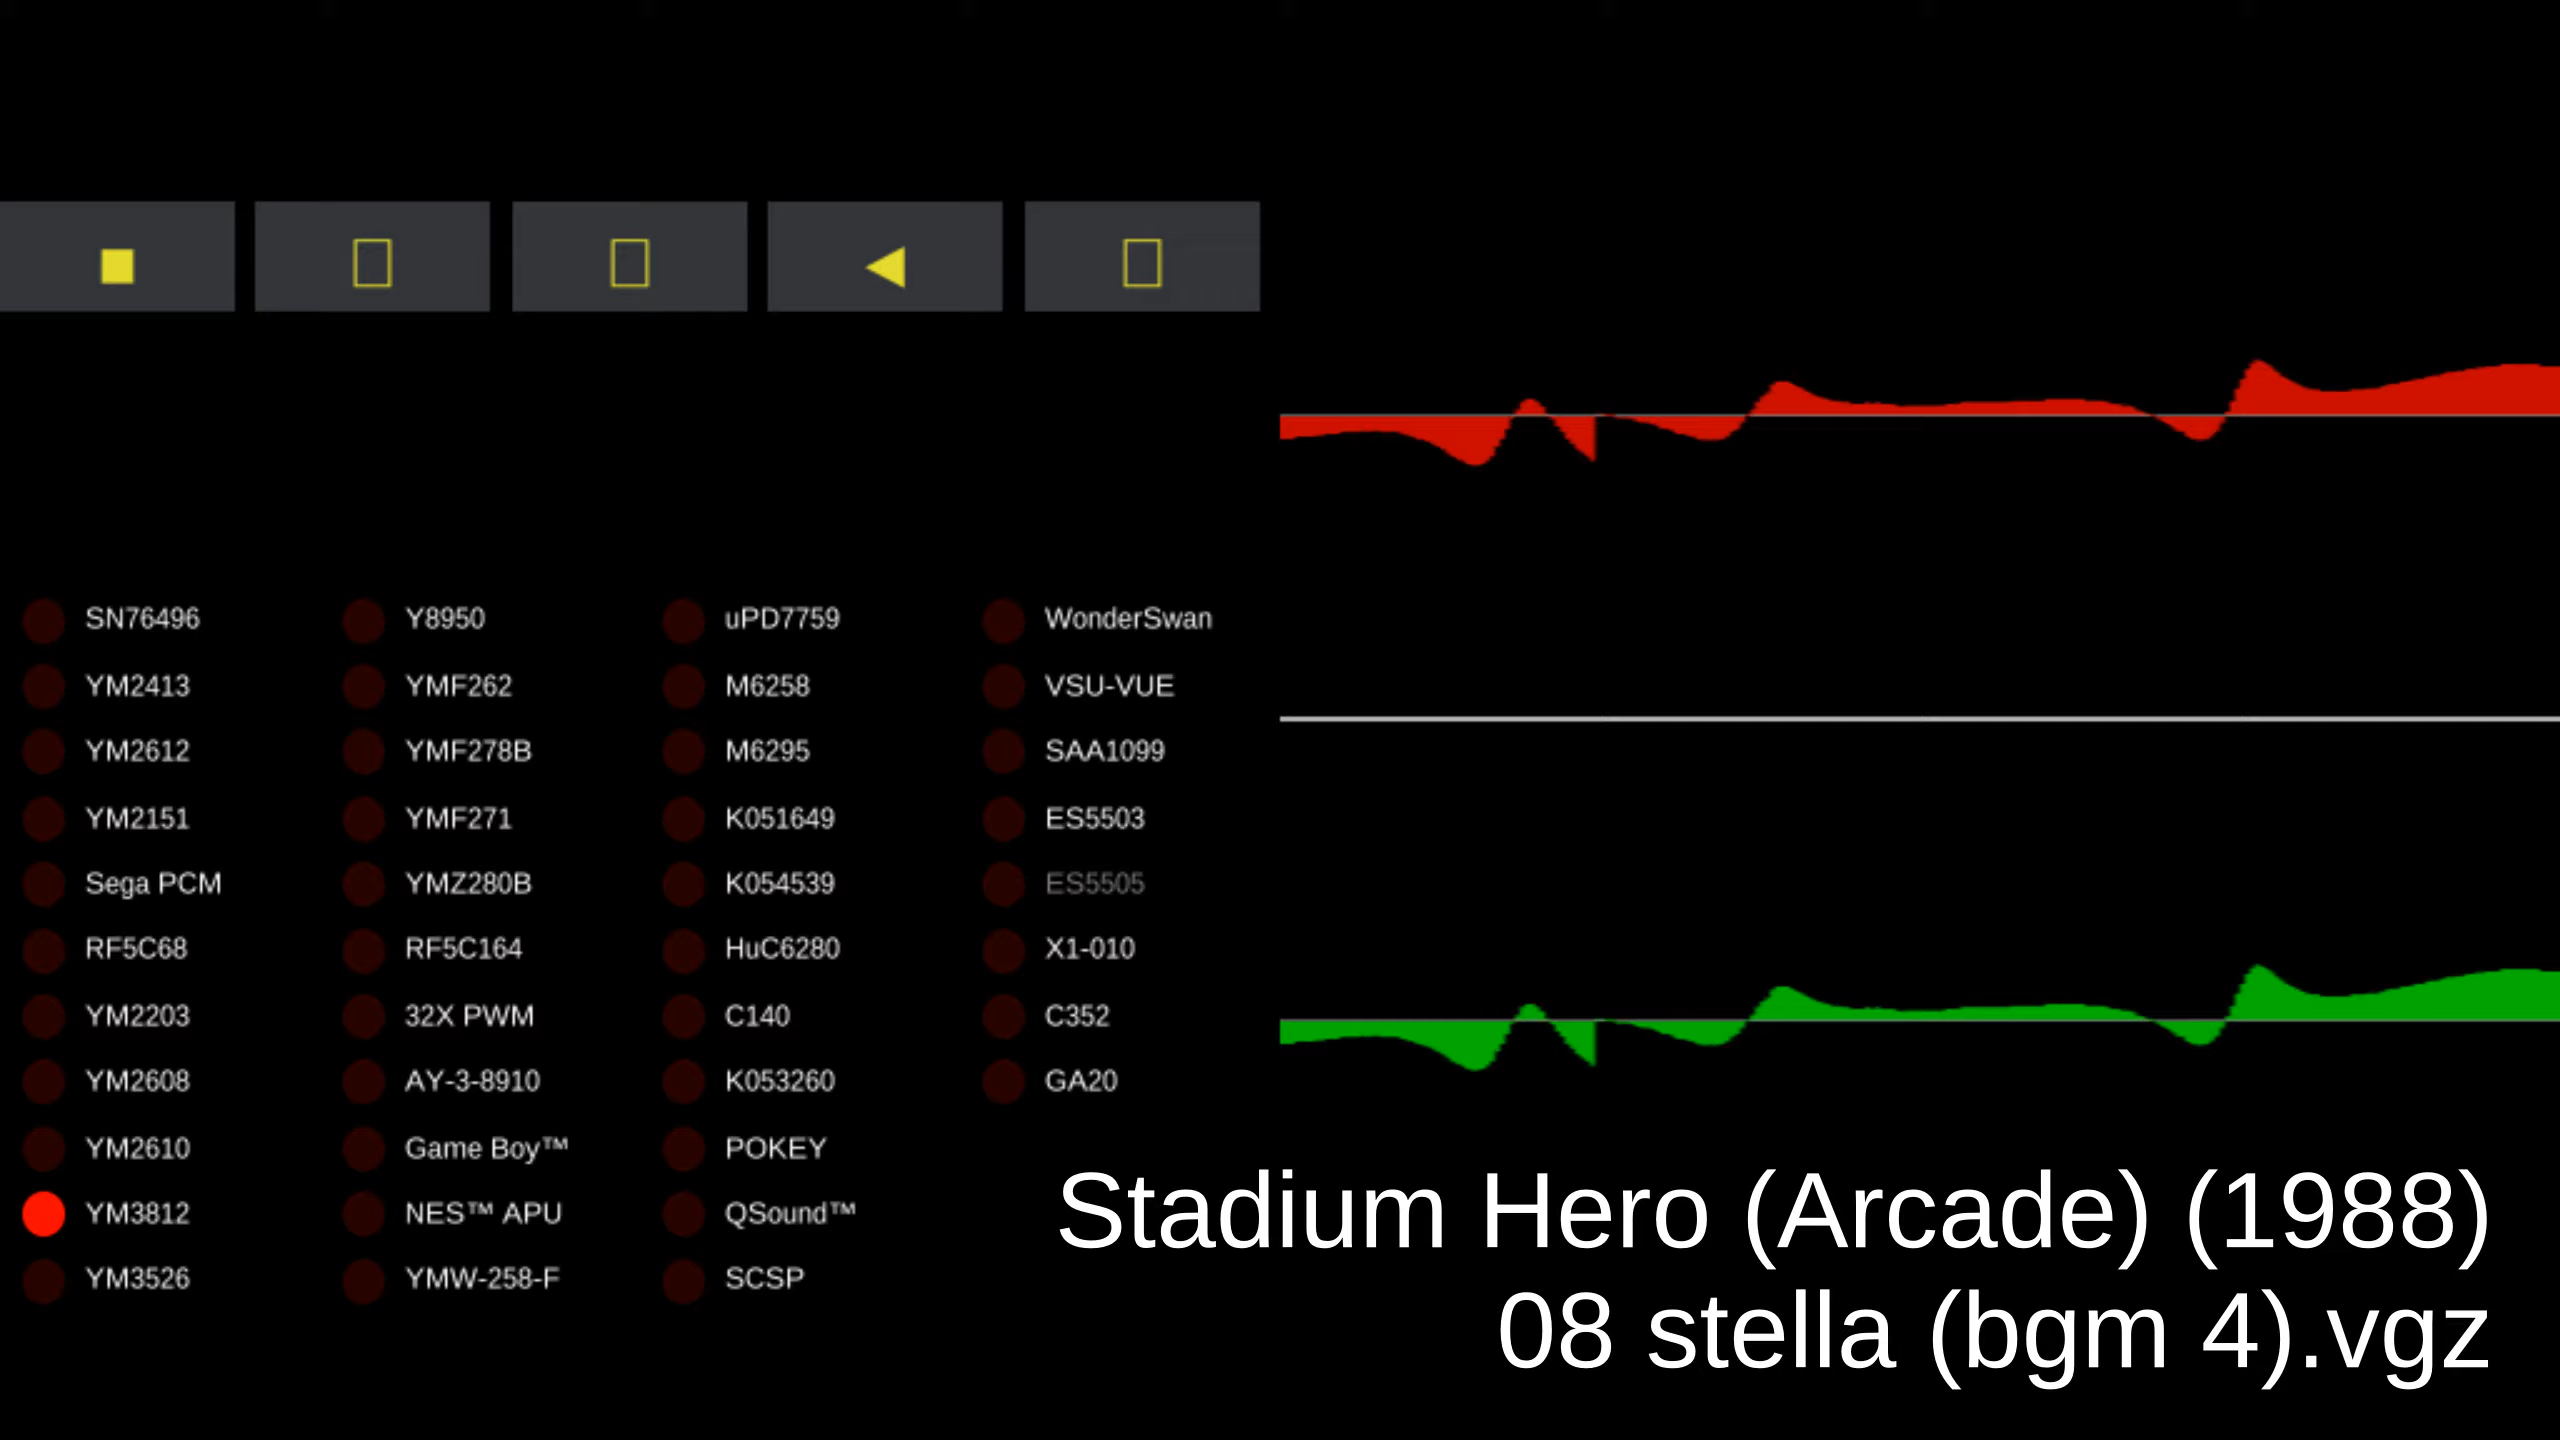 SN76496
YM2413
YM2612
YM2151
Sega PCM
RF5C68
YM2203
YM2608
YM2610
YM3812
YM3526
Y8950
YMF262
YMF278B
YMF271
YMZ280B
RF5C164
32X PWM
AY-3-8910
Game Boy™
NES™ APU
YMW-258-F
uPD7759
M6258
M6295
K051649
K054539
HuC6280
C140
K053260
POKEY
QSound™
SCSP
WonderSwan
VSU-VUE
SAA1099
ES5503
ES5505
X1-010
C352
GA20
Stadium Hero (Arcade) (1988)
08 stella (bgm 4).vgz